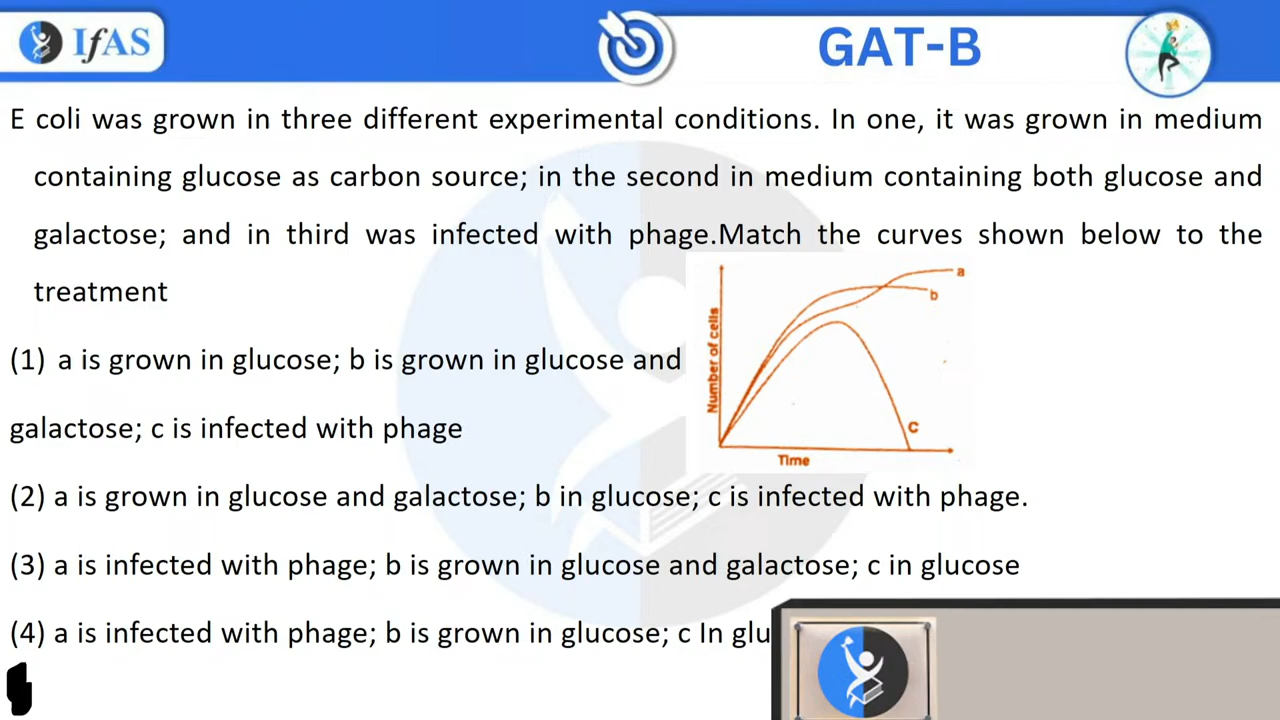 IfAS
GAT-B
E coli was grown in three different experimental conditions. In one, it was grown in medium
containing glucose as carbon source; in the second in medium containing both glucose and
galactose; and in third was infected with phage.Match the curves shown below to the
treatment
a
b
Number of cells
c
Time
(1) a is grown in glucose; b is grown in glucose and
galactose; c is infected with phage
(2) a is grown in glucose and galactose; b in glucose; c is infected with phage.
(3) a is infected with phage; b is grown in glucose and galactose; c in glucose
(4) a is infected with phage; b is grown in glucose; c In glu